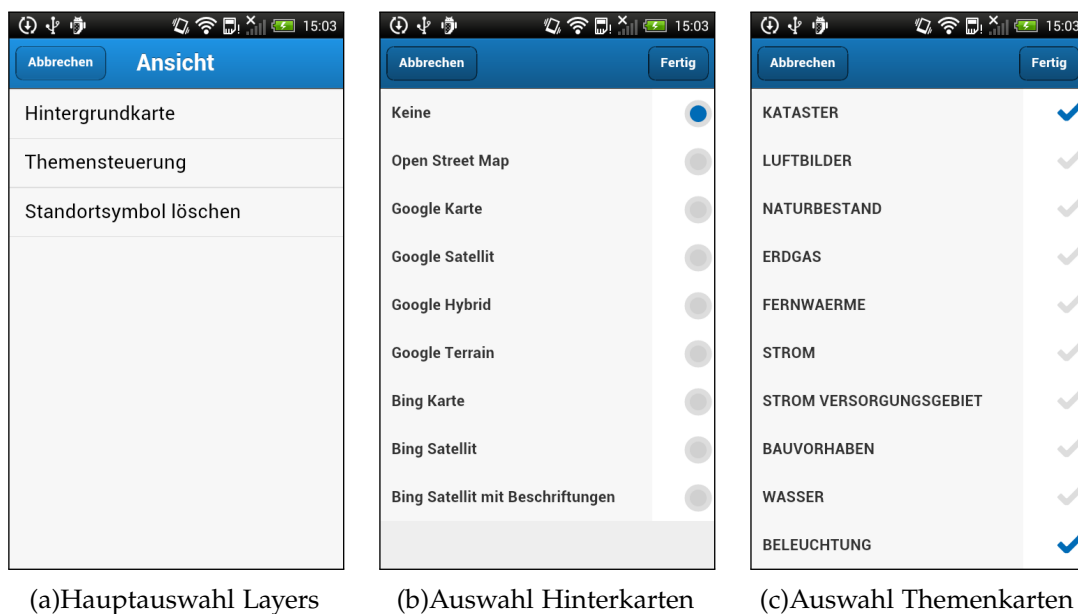 15:03
Abbrechen Ansicht
Hintergrundkarte
Themensteuerung
Standortsymbol löschen
(a)Hauptauswahl Layers
15:03
Abbrechen Fertig
Keine
Open Street Map
Google Karte
Google Satellit
Google Hybrid
Google Terrain
Bing Karte
Bing Satellit
Bing Satellit mit Beschriftungen
(b)Auswahl Hinterkarten
15:03
Abbrechen Fertig
KATASTER
LUFTBILDER
NATURBESTAND
ERDGAS
FERNWAERME
STROM
STROM VERSORGUNGSGEBIET
BAUVORHABEN
WASSER
BELEUCHTUNG
(c)Auswahl Themenkarten